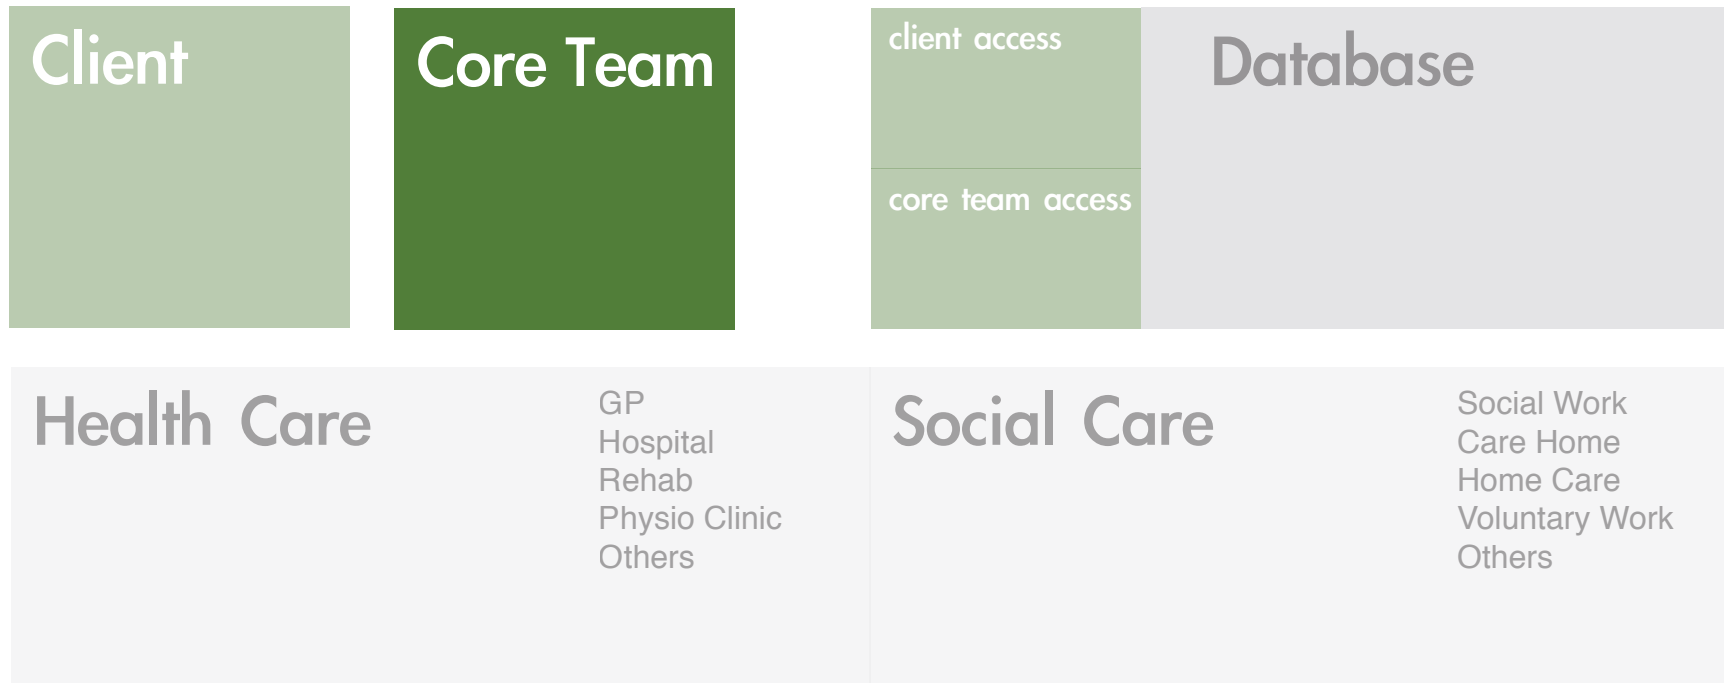 Client
Core Team
client access
core team access
Database
Health Care
GP
Hospital
Rehab
Physio Clinic
Others
Social Care
Social Work
Care Home
Home Care
Voluntary Work
Others